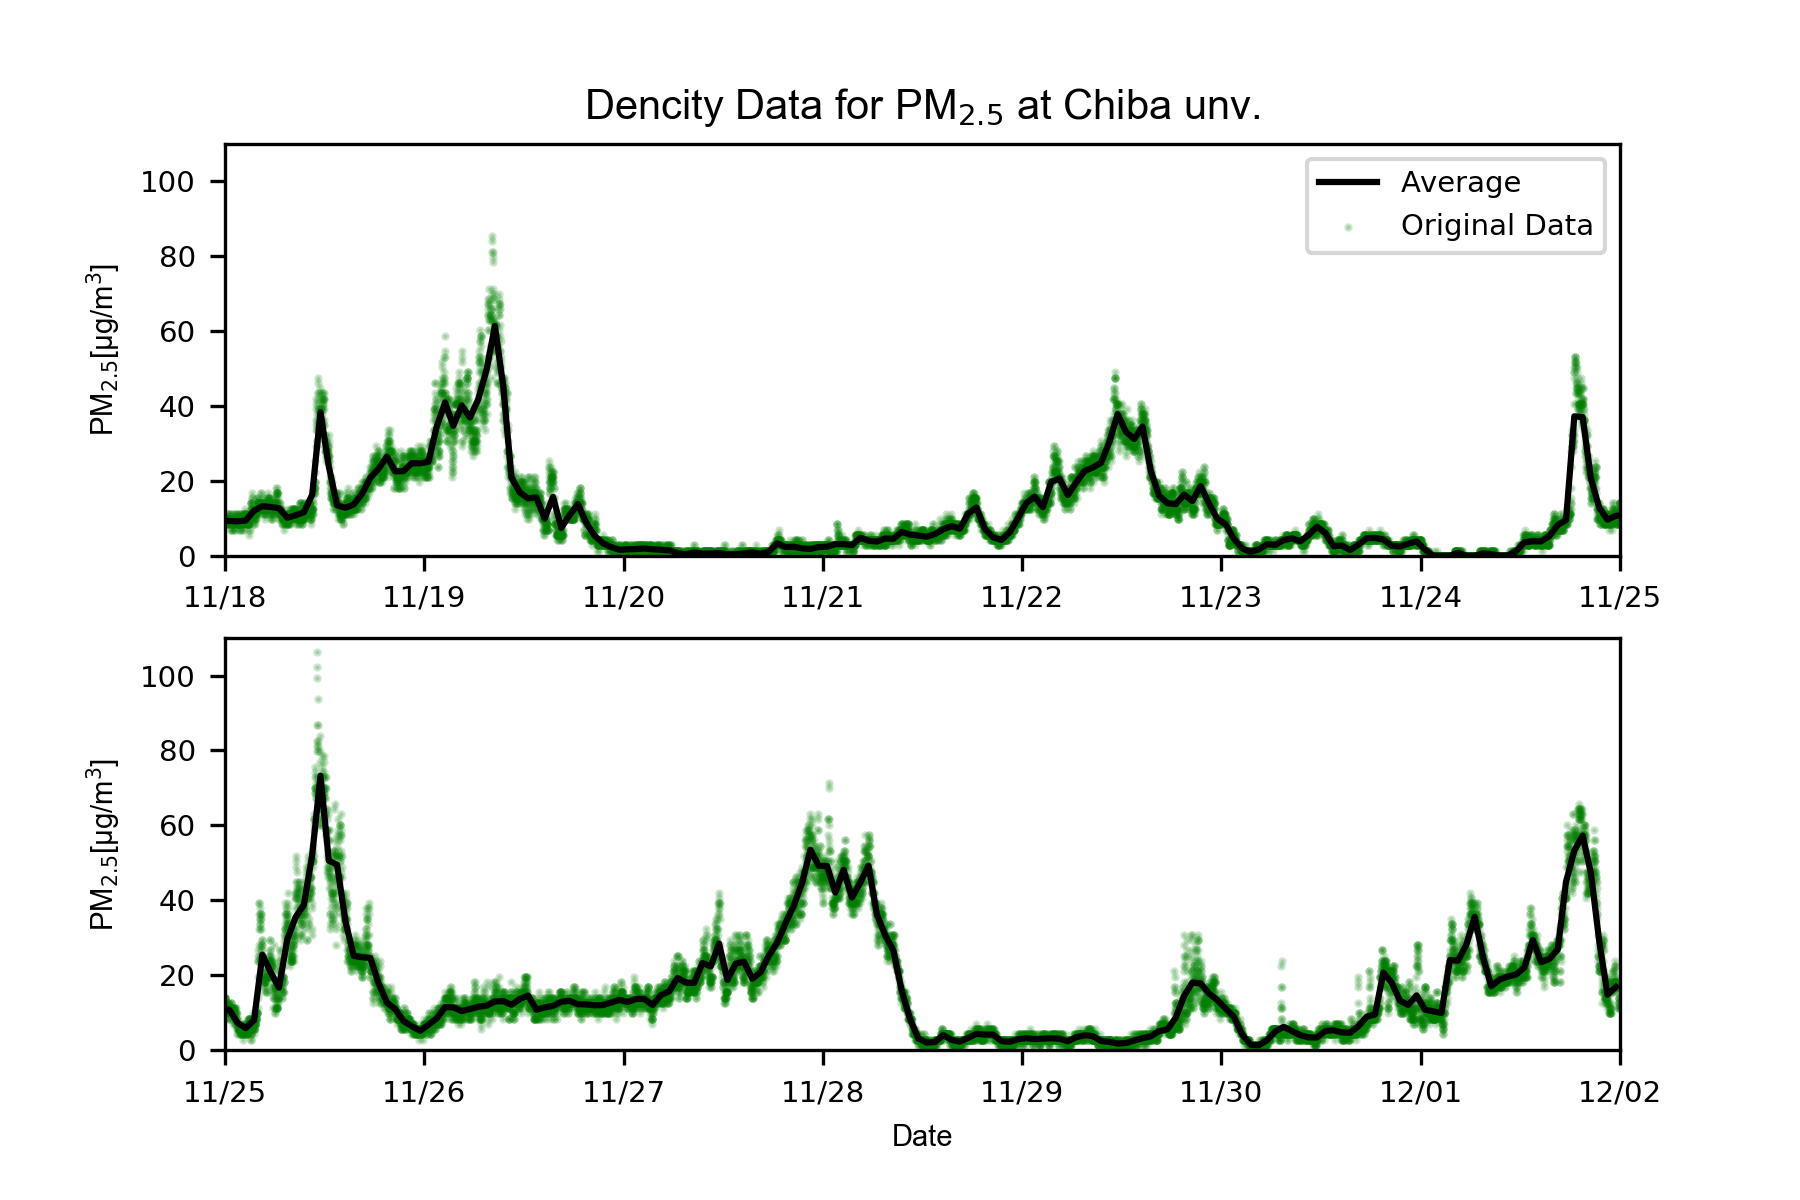 Dencity Data for PM2.5 at Chiba unv.
Average
Original Data
PM2.5[µg/m3]
100
80
60
40
20
0
11/18 11/19 11/20 11/21 11/22 11/23 11/24 11/25
PM2.5[µg/m3]
100
80
60
40
20
0
11/25 11/26 11/27 11/28 11/29 11/30 12/01 12/02
Date